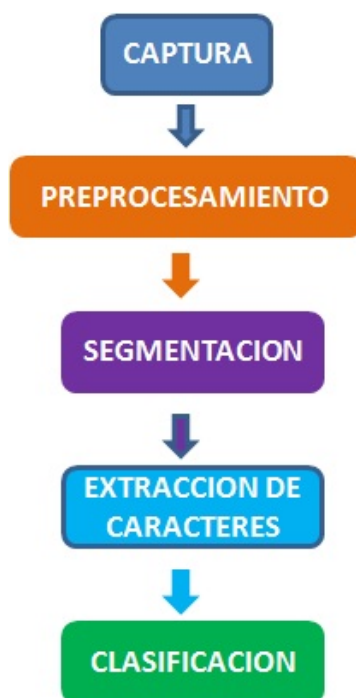 CAPTURA
PREPROCESAMIENTO
SEGMENTACION
EXTRACCION DE
CARACTERES
CLASIFICACION